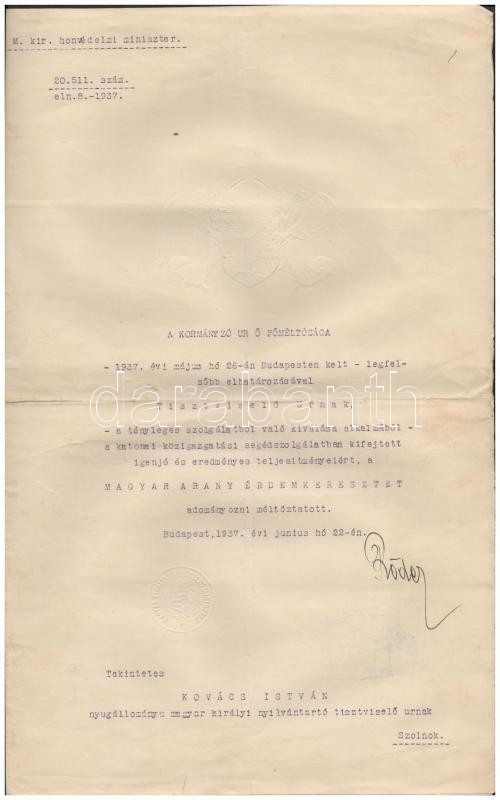 M. kir. honvédelmi miniszter.
20.511. szám.
eln.8.-1937.
A KORMÁNYZÓ UR Ő FŐMÉLTÓSÁGA
- 1937. évi május hó 26-án Budapesten kelt - legfel-
sőbb elhatározásával
Tisztviselő Urnak,
- a tényleges szolgálatból való kiválása alkalmából -
a katonai közigazgatási segédszolgálatban kifejtett
igenjó és eredményes teljesitményeiért, a
MAGYAR ARANY ÉRDEMKERESZTET
adományozni méltóztatott.
Budapest,1937. évi junius hó 22-én.
Rőder
darabanth
Tekintetes
KOVÁCS ISTVÁN
nyugállományu magyar királyi nyilvántartó tisztviselő urnak
Szolnok.